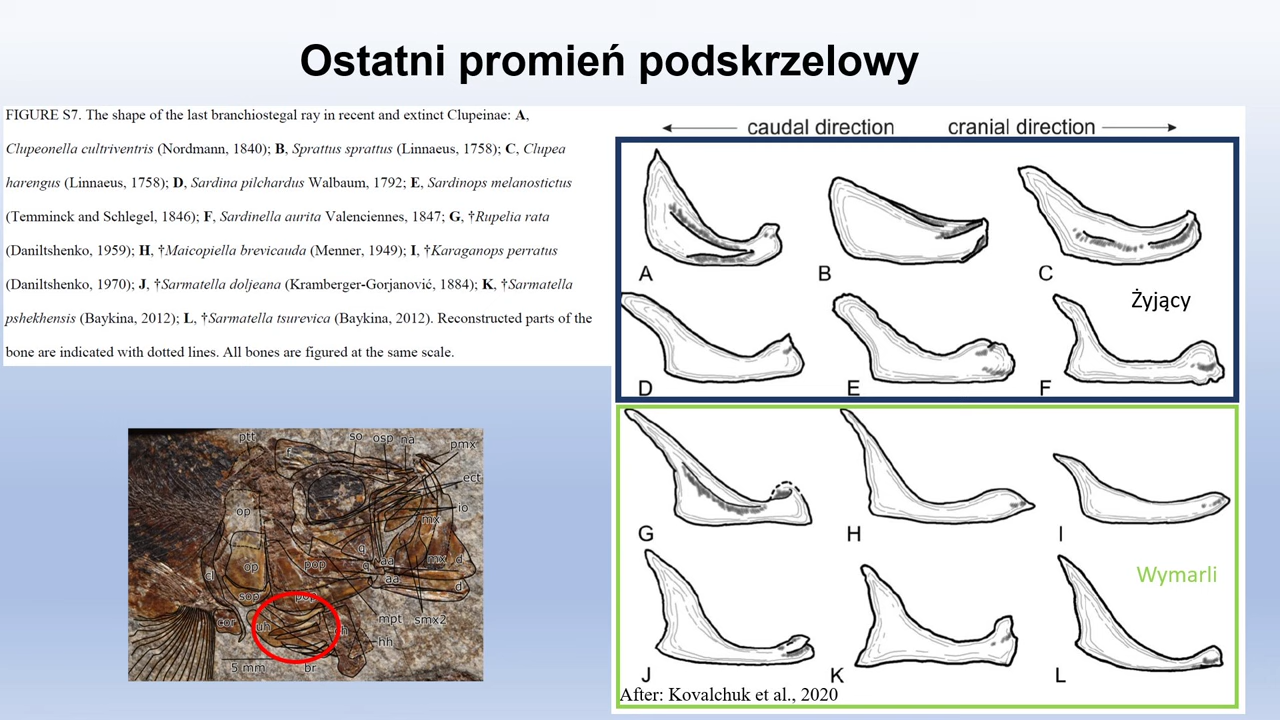 Ostatni promień podskrzelowy
FIGURE S7. The shape of the last branchiostegal ray in recent and extinct Clupeinae: A,
Clupeonella cultriventris (Nordmann, 1840); B, Sprattus sprattus (Linnaeus, 1758); C, Clupea
harengus (Linnaeus, 1758); D, Sardina pilchardus Walbaum, 1792; E, Sardinops melanostictus
(Temminck and Schlegel, 1846); F, Sardinella aurita Valenciennes, 1847; G, †Rupelia rata
(Daniltshenko, 1959); H, †Maicopiella brevicauda (Menner, 1949); I, †Karaganops perratus
(Daniltshenko, 1970); J, †Sarmatella doljeana (Kramberger-Gorjanović, 1884); K, †Sarmatella
pshekhensis (Baykina, 2012); L, †Sarmatella tsurevica (Baykina, 2012). Reconstructed parts of the
bone are indicated with dotted lines. All bones are figured at the same scale.
caudal direction cranial direction
A B C
Żyjący
D E F
G H I
Wymarli
J K L
After: Kovalchuk et al., 2020
ptt so osp na pmx
f
ect
op io
mx
q
op pop q aa mx d
cl aa d
sop pop
cor uh mpt smx2
hh
5 mm br